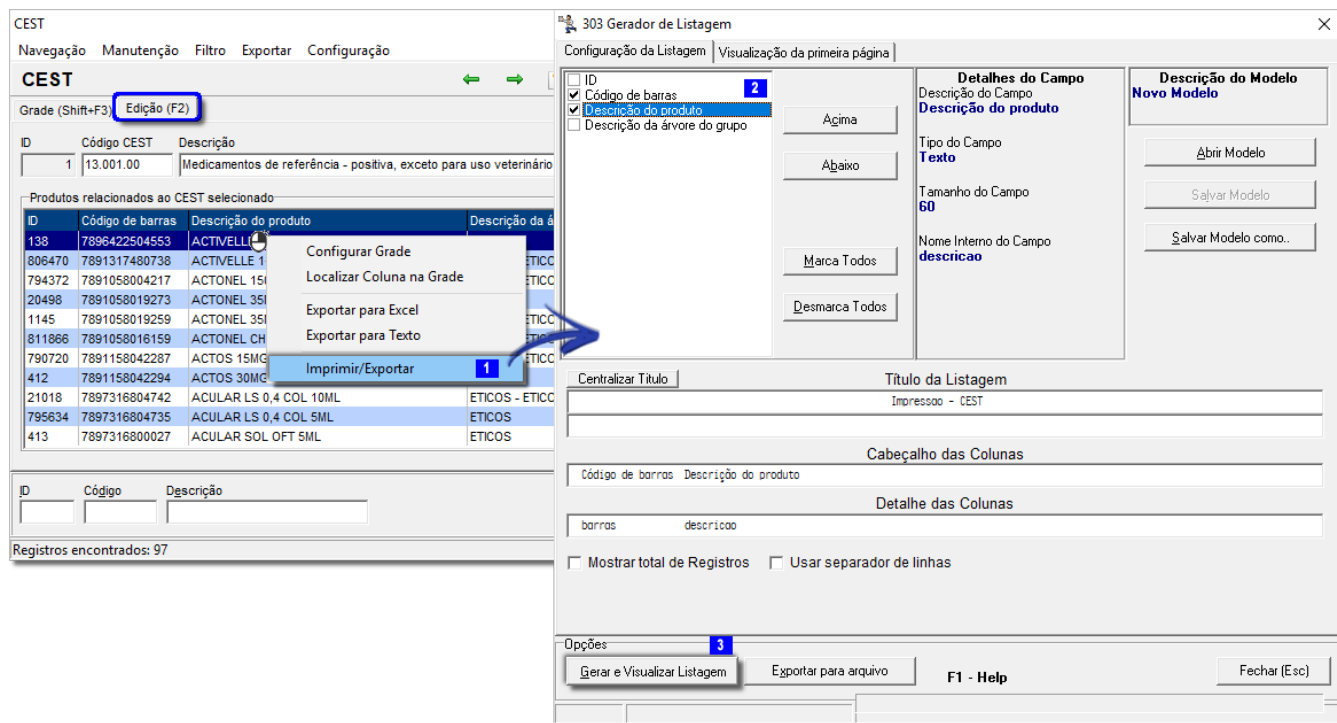 CEST
Navegação Manutenção Filtro Exportar Configuração
CEST
Grade (Shift+F3) Edição (F2)
ID Código CEST Descrição
1 13.001.00 Medicamentos de referência - positiva, exceto para uso veterinário
Produtos relacionados ao CEST selecionado
ID Código de barras Descrição do produto Descrição da á
138 7896422504553
806470 7891317480738 ACTIVELLE 1
794372 7891058004217 ACTONEL
20498 7891058019273 ACTONEL
1145 7891058019259 ACTONEL
811866 7891058016159 ACTONEL CH
790720 7891158042287 ACTOS 15MG
412 7891158042294 ACTOS 30MG
21018 7897316804742 ACULAR LS 0,4 COL 10ML ETICOS - ETICO
795634 7897316804735 ACULAR LS 0,4 COL 5ML ETICOS
413 7897316800027 ACULAR SOL OFT 5ML ETICOS
Configurar Grade
Localizar Coluna na Grade
Exportar para Excel
Exportar para Texto
Imprimir/Exportar 1
ID Código Descrição
Registros encontrados: 97
303 Gerador de Listagem
Configuração da Listagem Visualização da primeira página
ID
Código de barras
Descrição do produto
Descrição da árvore do grupo
2
Acima
Abaixo
Marca Todos
Desmarca Todos
Detalhes do Campo
Descrição do Campo
Descrição do produto
Tipo do Campo
Texto
Tamanho do Campo
60
Nome Interno do Campo
descricao
Descrição do Modelo
Novo Modelo
Abrir Modelo
Salvar Modelo
Salvar Modelo como..
Centralizar Titulo Título da Listagem
Impressao - CEST
Cabeçalho das Colunas
Código de barras Descrição do produto
Detalhe das Colunas
barras descricao
Mostrar total de Registros Usar separador de linhas
Opções 3
Gerar e Visualizar Listagem Exportar para arquivo F1 - Help Fechar (Esc)